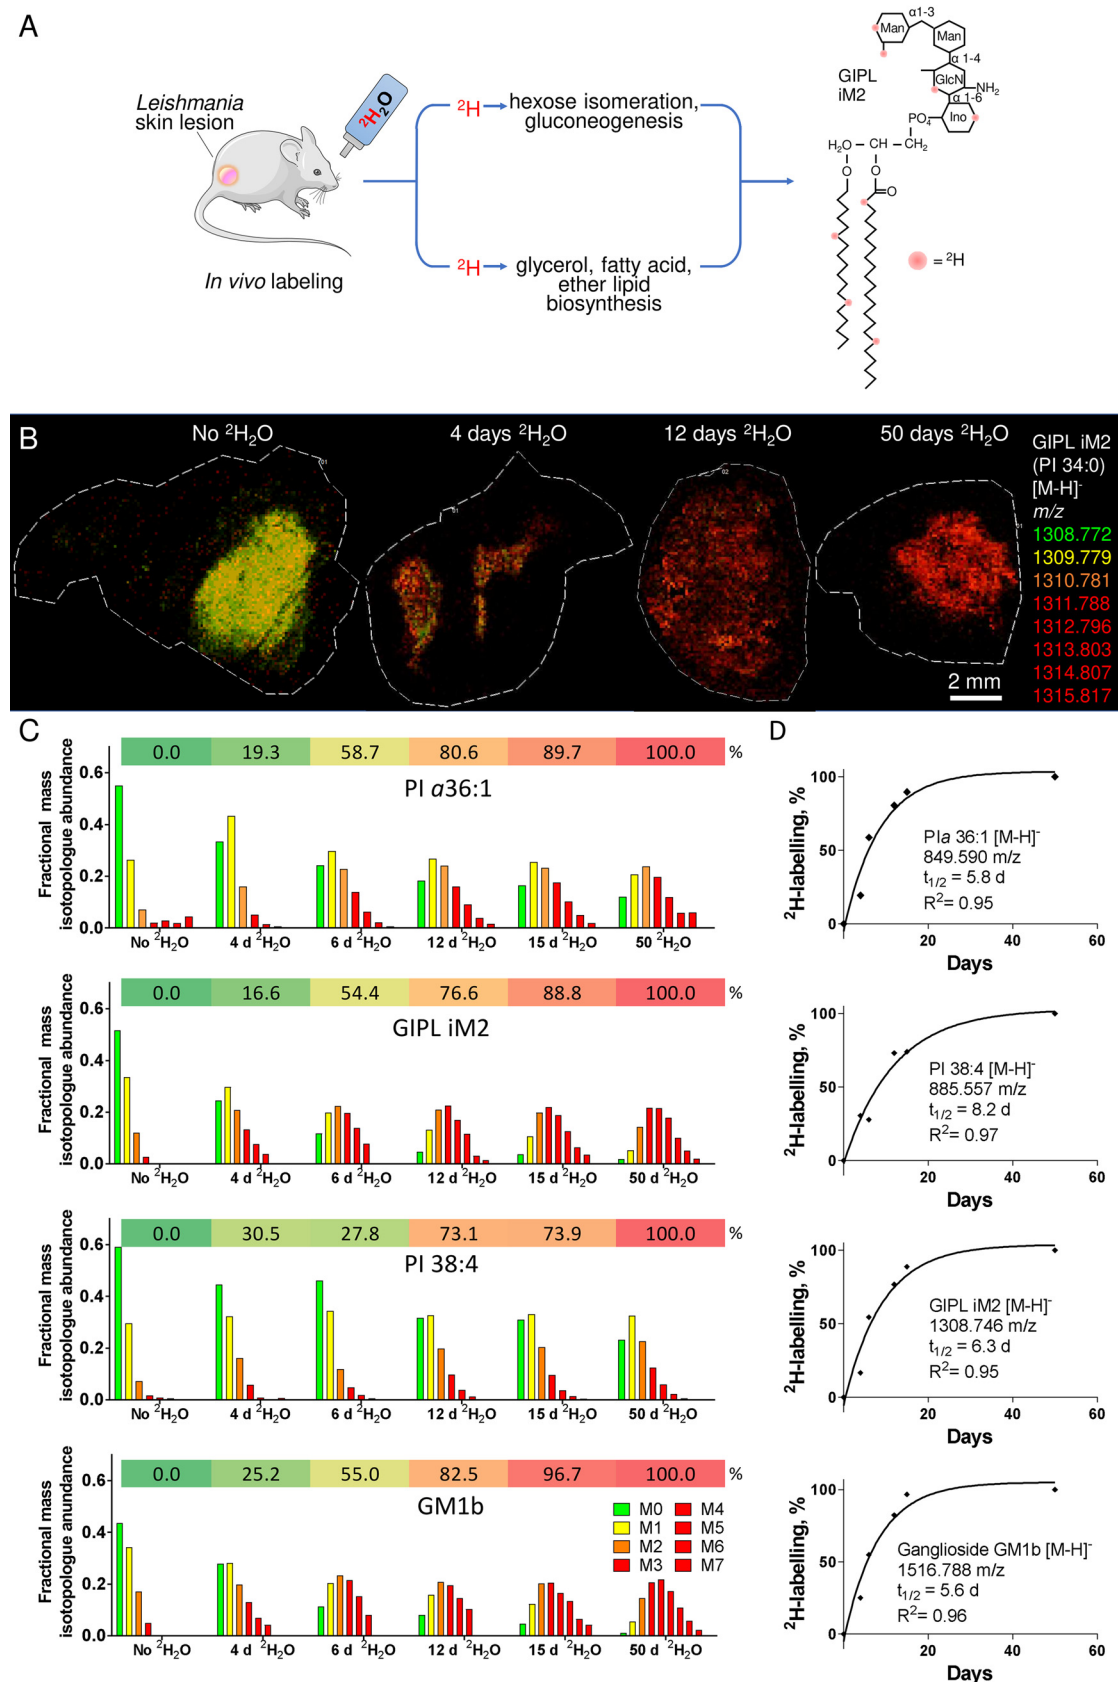 A
Leishmania
skin lesion
²H₂O
In vivo labeling
²H
hexose isomeration,
gluconeogenesis
²H
glycerol, fatty acid,
ether lipid
biosynthesis
GIPL
iM2
α1-3
Man
Man
α 1-4
GlcN
NH₂
α 1-6
PO₄
Ino
H₂C
CH
CH₂
O
O
O
O
= ²H
B
No ²H₂O
4 days ²H₂O
12 days ²H₂O
50 days ²H₂O
GIPL iM2
(PI 34:0)
[M-H]⁻
m/z
1308.772
1309.779
1310.781
1311.788
1312.796
1313.803
1314.807
1315.817
2 mm
C
0.0 19.3 58.7 80.6 89.7 100.0 %
PI a36:1
Fractional mass
isotopologue abundance
0.6
0.4
0.2
0.0
No ²H₂O 4 d ²H₂O 6 d ²H₂O 12 d ²H₂O 15 d ²H₂O 50 ²H₂O
0.0 16.6 54.4 76.6 88.8 100.0 %
GIPL iM2
Fractional mass
isotopologue abundance
0.6
0.4
0.2
0.0
No ²H₂O 4 d ²H₂O 6 d ²H₂O 12 d ²H₂O 15 d ²H₂O 50 d ²H₂O
0.0 30.5 27.8 73.1 73.9 100.0 %
PI 38:4
Fractional mass
isotopologue abundance
0.6
0.4
0.2
0.0
No ²H₂O 4 d ²H₂O 6 d ²H₂O 12 d ²H₂O 15 d ²H₂O 50 d ²H₂O
0.0 25.2 55.0 82.5 96.7 100.0 %
GM1b
Fractional mass
isotopologue anundance
0.6
0.4
0.2
0.0
M0 M4
M1 M5
M2 M6
M3 M7
No ²H₂O 4 d ²H₂O 6 d ²H₂O 12 d ²H₂O 15 d ²H₂O 50 d ²H₂O
D
²H-labelling, %
100
50
0
PIa 36:1 [M-H]⁻
849.590 m/z
t1/2 = 5.8 d
R²= 0.95
20 40 60
Days
²H-labelling, %
100
50
0
PI 38:4 [M-H]⁻
885.557 m/z
t1/2 = 8.2 d
R²= 0.97
20 40 60
Days
²H-labelling, %
100
50
0
GIPL iM2 [M-H]⁻
1308.746 m/z
t1/2 = 6.3 d
R²= 0.95
20 40 60
Days
²H-labelling, %
100
50
0
Ganglioside GM1b [M-H]⁻
1516.788 m/z
t1/2 = 5.6 d
R²= 0.96
20 40 60
Days